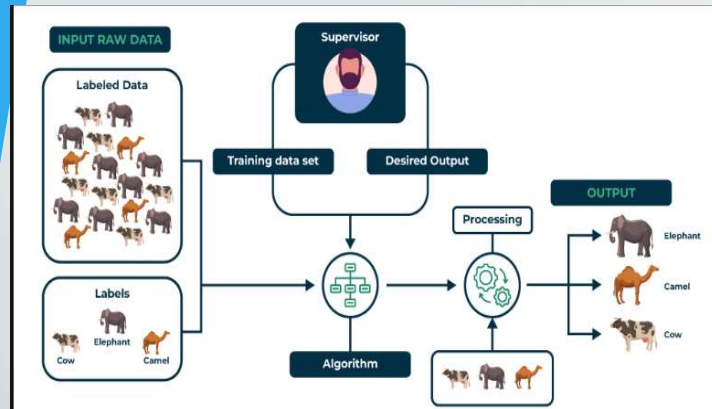 INPUT RAW DATA
Labeled Data
Supervisor
Training data set
Desired Output
Labels
Cow
Elephant
Camel
Algorithm
Processing
OUTPUT
Elephant
Camel
Cow